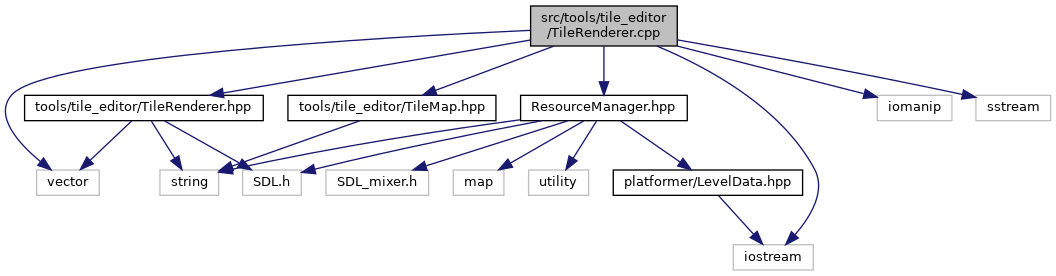 src/tools/tile_editor
/TileRenderer.cpp
tools/tile_editor/TileRenderer.hpp
tools/tile_editor/TileMap.hpp
ResourceManager.hpp
iomanip
sstream
vector
string
SDL.h
SDL_mixer.h
map
utility
platformer/LevelData.hpp
iostream